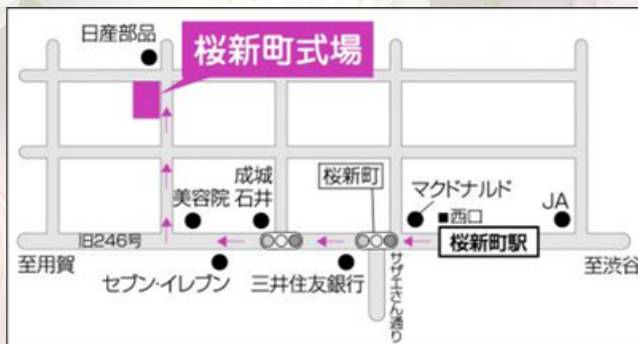 日産部品
桜新町式場
成城
石井
美容院
桜新町
マクドナルド
■西口
JA
旧246号
桜新町駅
至用賀
セブン・イレブン
三井住友銀行
サザエさん通り
至渋谷